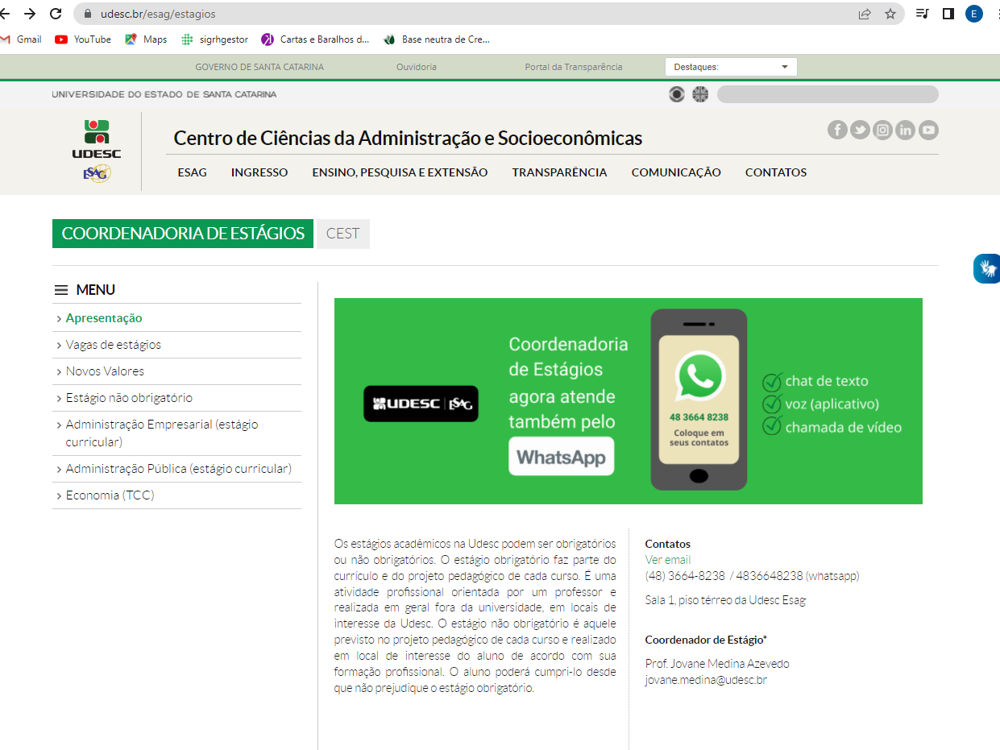 udesc.br/esag/estagios
E
Gmail
YouTube
Maps
sigrhgestor
Cartas e Baralhos d...
Base neutra de Cre...
GOVERNO DE SANTA CATARINA
Ouvidoria
Portal da Transparência
Destaques:
UNIVERSIDADE DO ESTADO DE SANTA CATARINA
UDESC
ESAG
Centro de Ciências da Administração e Socioeconômicas
ESAG
INGRESSO
ENSINO, PESQUISA E EXTENSÃO
TRANSPARÊNCIA
COMUNICAÇÃO
CONTATOS
COORDENADORIA DE ESTÁGIOS
CEST
MENU
Apresentação
Vagas de estágios
Novos Valores
Estágio não obrigatório
Administração Empresarial (estágio
curricular)
Administração Pública (estágio curricular)
Economia (TCC)
UDESC | ESAG
Coordenadoria
de Estágios
agora atende
também pelo
WhatsApp
48 3664 8238
Coloque em
seus contatos
chat de texto
voz (aplicativo)
chamada de vídeo
Os estágios acadêmicos na Udesc podem ser obrigatórios
ou não obrigatórios. O estágio obrigatório faz parte do
currículo e do projeto pedagógico de cada curso. É uma
atividade profissional orientada por um professor e
realizada em geral fora da universidade, em locais de
interesse da Udesc. O estágio não obrigatório é aquele
previsto no projeto pedagógico de cada curso e realizado
em local de interesse do aluno de acordo com sua
formação profissional. O aluno poderá cumpri-lo desde
que não prejudique o estágio obrigatório.
Contatos
Ver email
(48) 3664-8238 / 4836648238 (whatsapp)
Sala 1, piso térreo da Udesc Esag
Coordenador de Estágio*
Prof. Jovane Medina Azevedo
jovane.medina@udesc.br